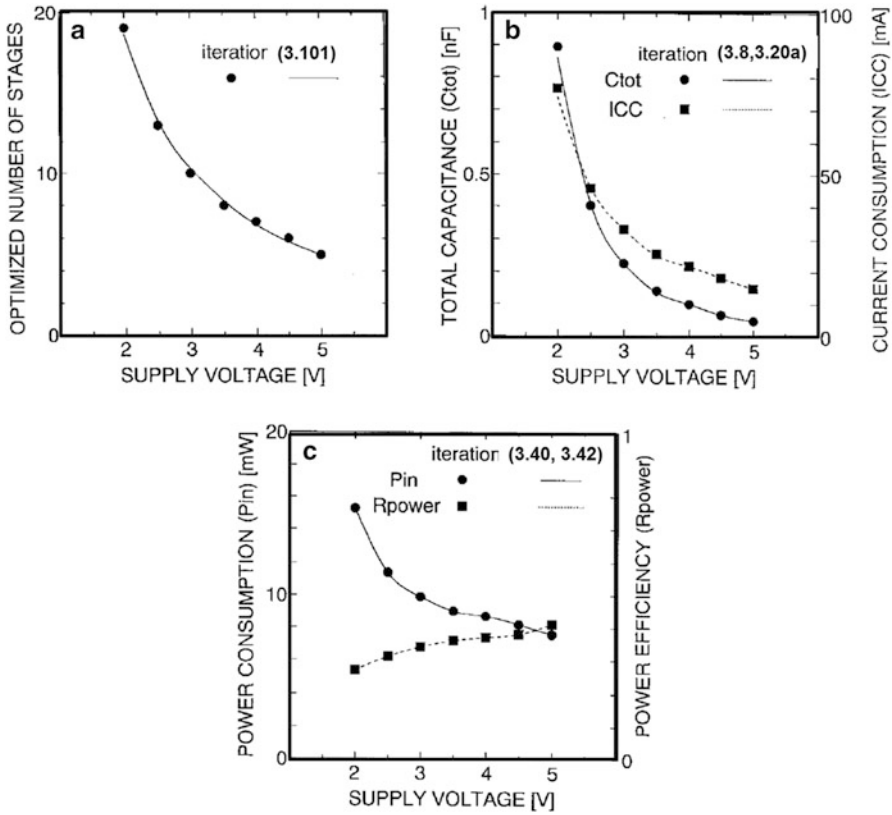 a
iteratior (3.101)
OPTIMIZED NUMBER OF STAGES
20
10
0
2 3 4 5
SUPPLY VOLTAGE [V]
b
iteration (3.8,3.20a)
Ctot
ICC
TOTAL CAPACITANCE (Ctot) [nF]
1
0.5
0
CURRENT CONSUMPTION (ICC) [mA]
100
50
0
2 3 4 5
SUPPLY VOLTAGE [V]
c
iteration (3.40, 3.42)
Pin
Rpower
POWER CONSUMPTION (Pin) [mW]
20
10
0
POWER EFFICIENCY (Rpower)
1
0
2 3 4 5
SUPPLY VOLTAGE [V]